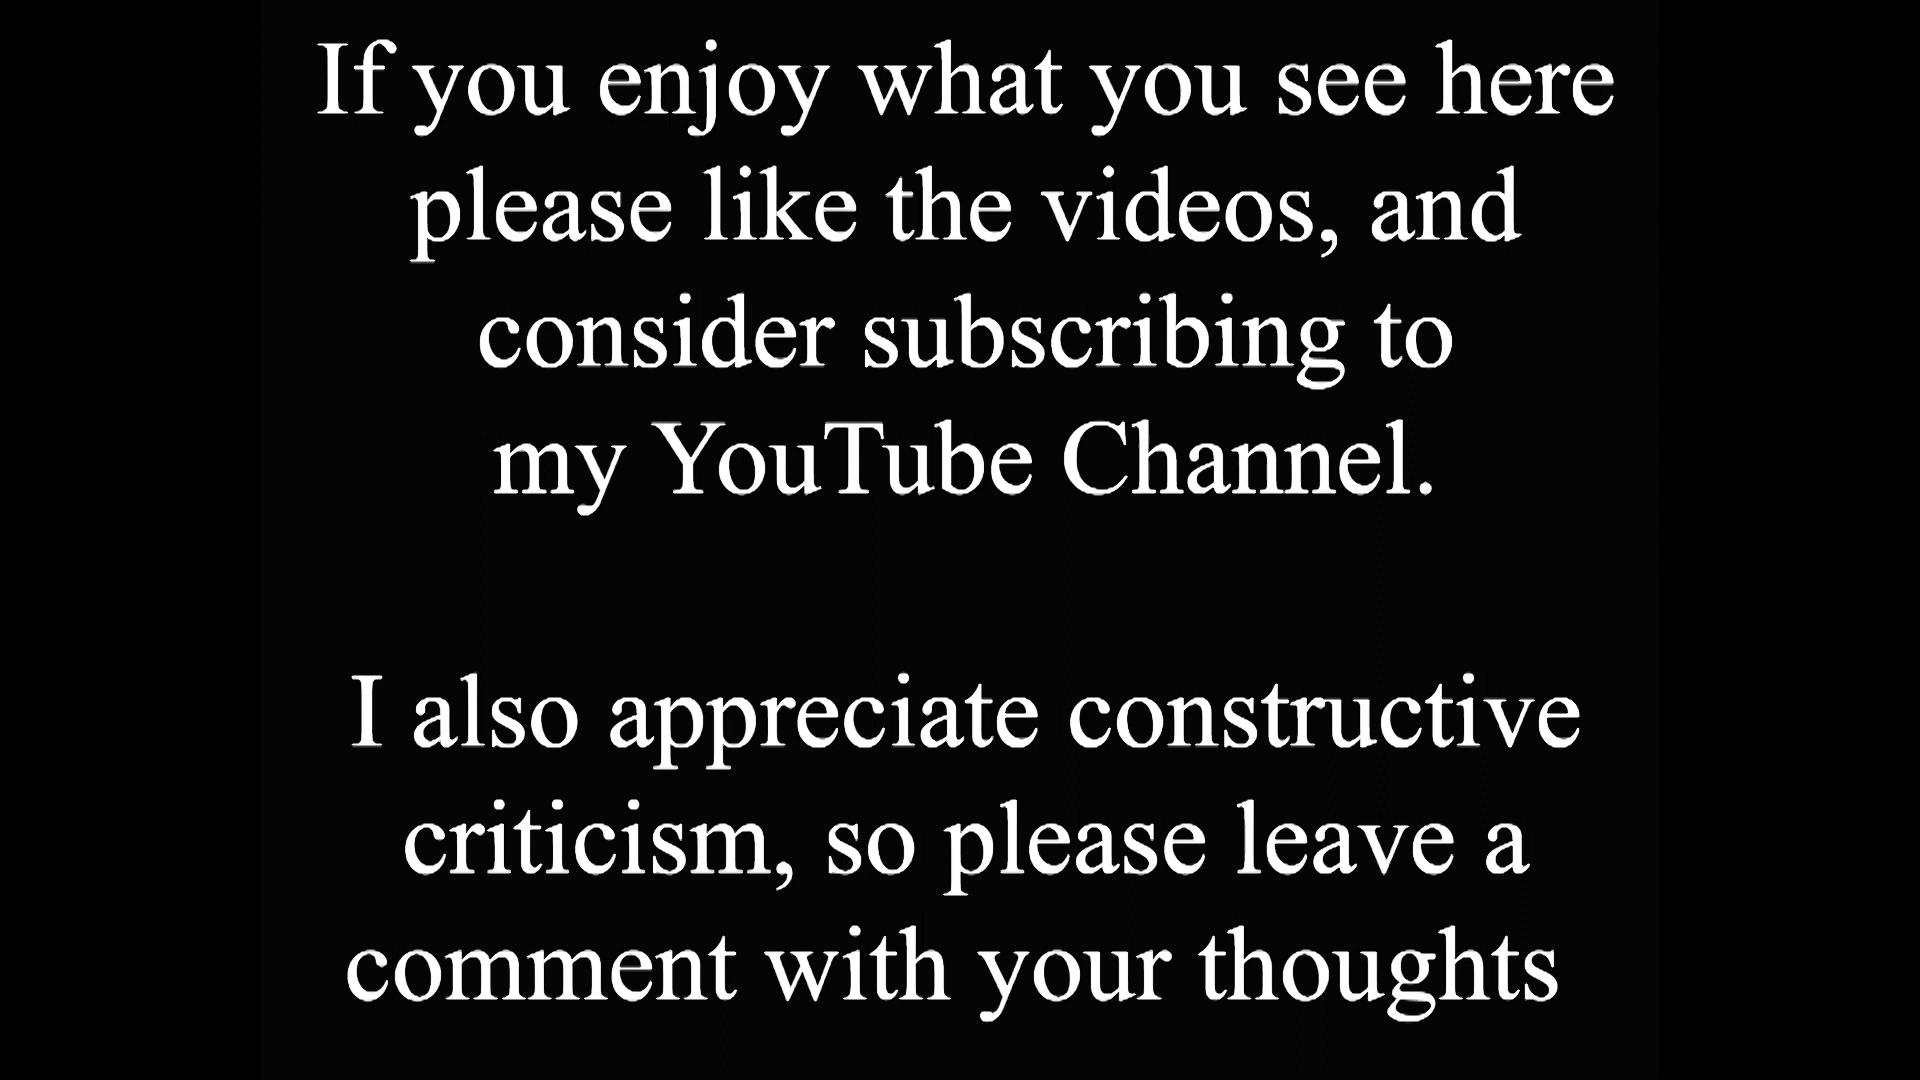 If you enjoy what you see here
please like the videos, and
consider subscribing to
my YouTube Channel.
I also appreciate constructive
criticism, so please leave a
comment with your thoughts